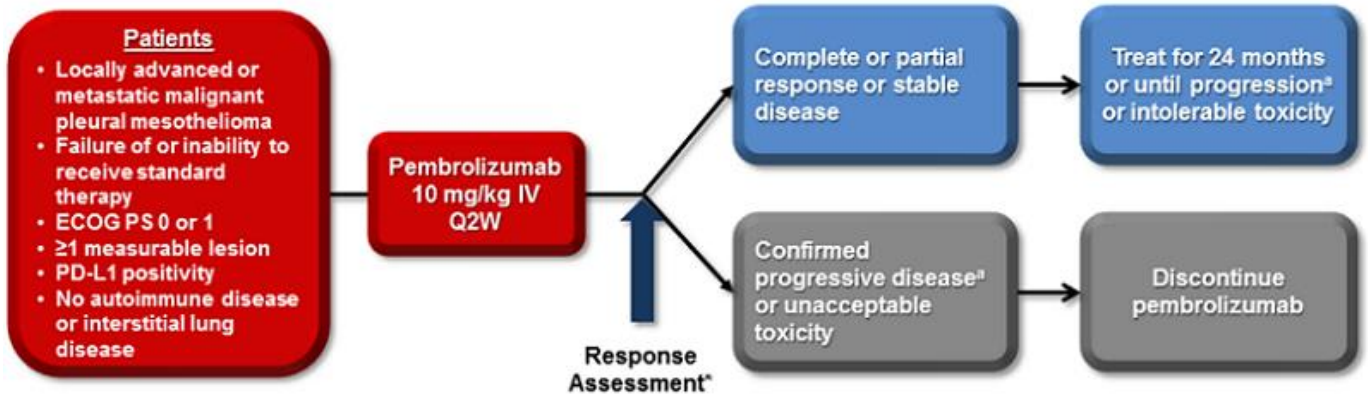 Patients
• Locally advanced or
metastatic malignant
pleural mesothelioma
• Failure of or inability to
receive standard
therapy
• ECOG PS 0 or 1
• ≥1 measurable lesion
• PD-L1 positivity
• No autoimmune disease
or interstitial lung
disease
Pembrolizumab
10 mg/kg IV
Q2W
Response
Assessment*
Complete or partial
response or stable
disease
Treat for 24 months
or until progressionª
or intolerable toxicity
Confirmed
progressive diseaseª
or unacceptable
toxicity
Discontinue
pembrolizumab